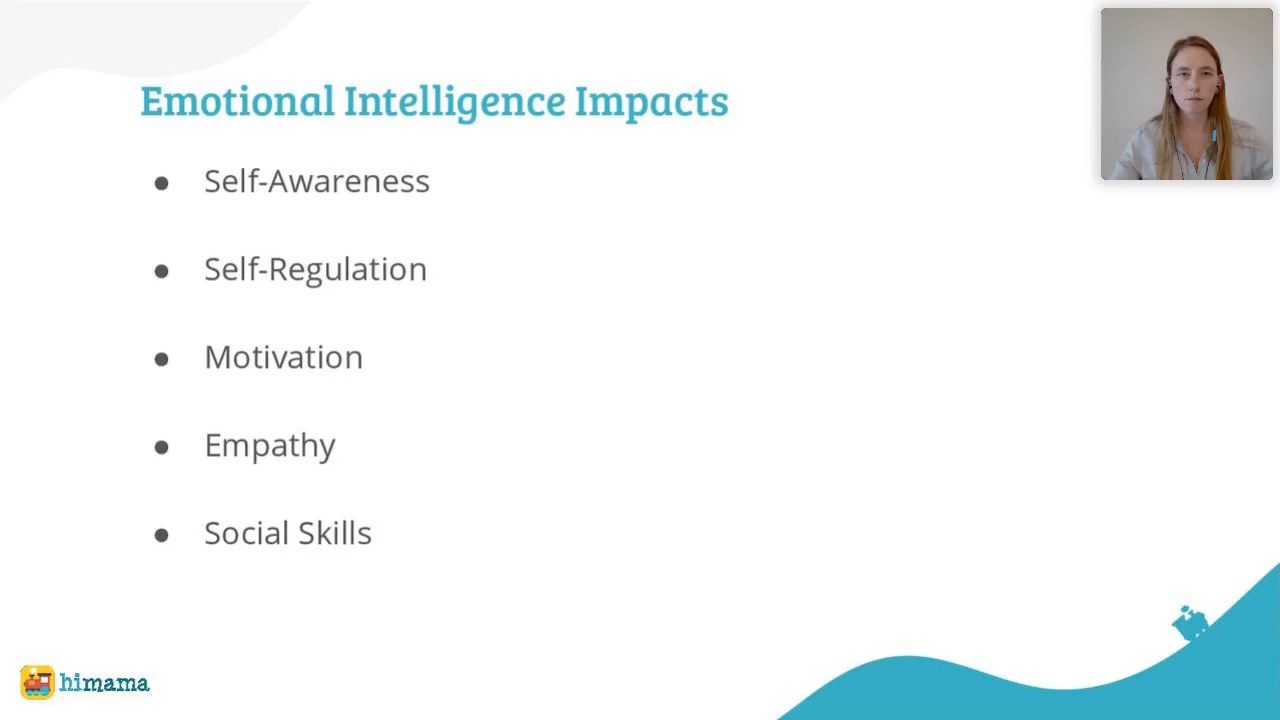 Emotional Intelligence Impacts
● Self-Awareness
● Self-Regulation
● Motivation
● Empathy
● Social Skills
himama